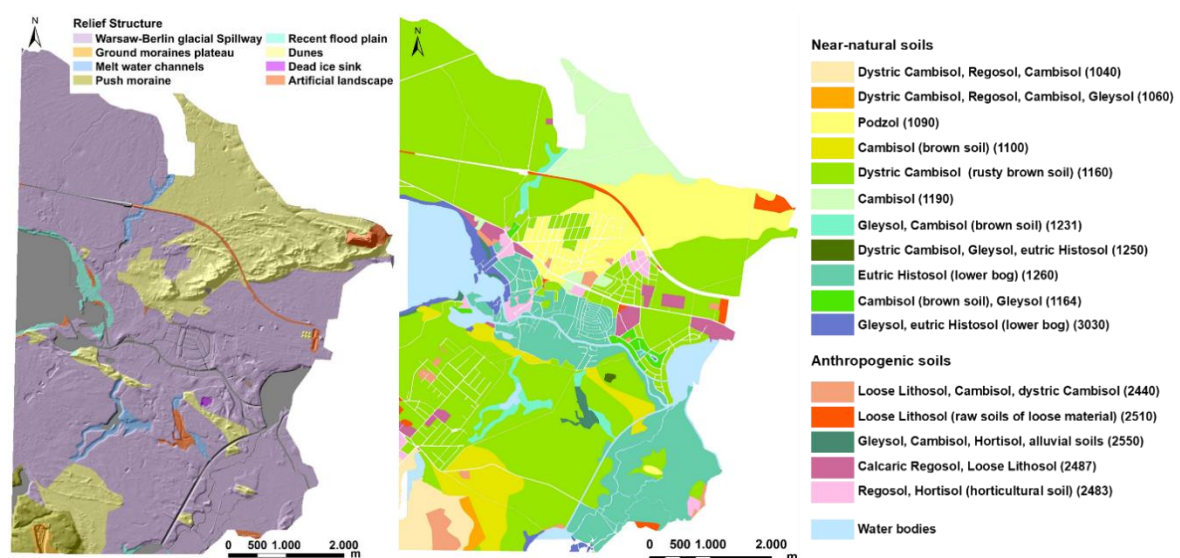 N
Relief Structure
Warsaw-Berlin glacial Spillway
Ground moraines plateau
Melt water channels
Push moraine
Recent flood plain
Dunes
Dead ice sink
Artificial landscape
0 500 1.000 2.000
m
N
0 500 1.000 2.000
m
Near-natural soils
Dystric Cambisol, Regosol, Cambisol (1040)
Dystric Cambisol, Regosol, Cambisol, Gleysol (1060)
Podzol (1090)
Cambisol (brown soil) (1100)
Dystric Cambisol (rusty brown soil) (1160)
Cambisol (1190)
Gleysol, Cambisol (brown soil) (1231)
Dystric Cambisol, Gleysol, eutric Histosol (1250)
Eutric Histosol (lower bog) (1260)
Cambisol (brown soil), Gleysol (1164)
Gleysol, eutric Histosol (lower bog) (3030)
Anthropogenic soils
Loose Lithosol, Cambisol, dystric Cambisol (2440)
Loose Lithosol (raw soils of loose material) (2510)
Gleysol, Cambisol, Hortisol, alluvial soils (2550)
Calcaric Regosol, Loose Lithosol (2487)
Regosol, Hortisol (horticultural soil) (2483)
Water bodies